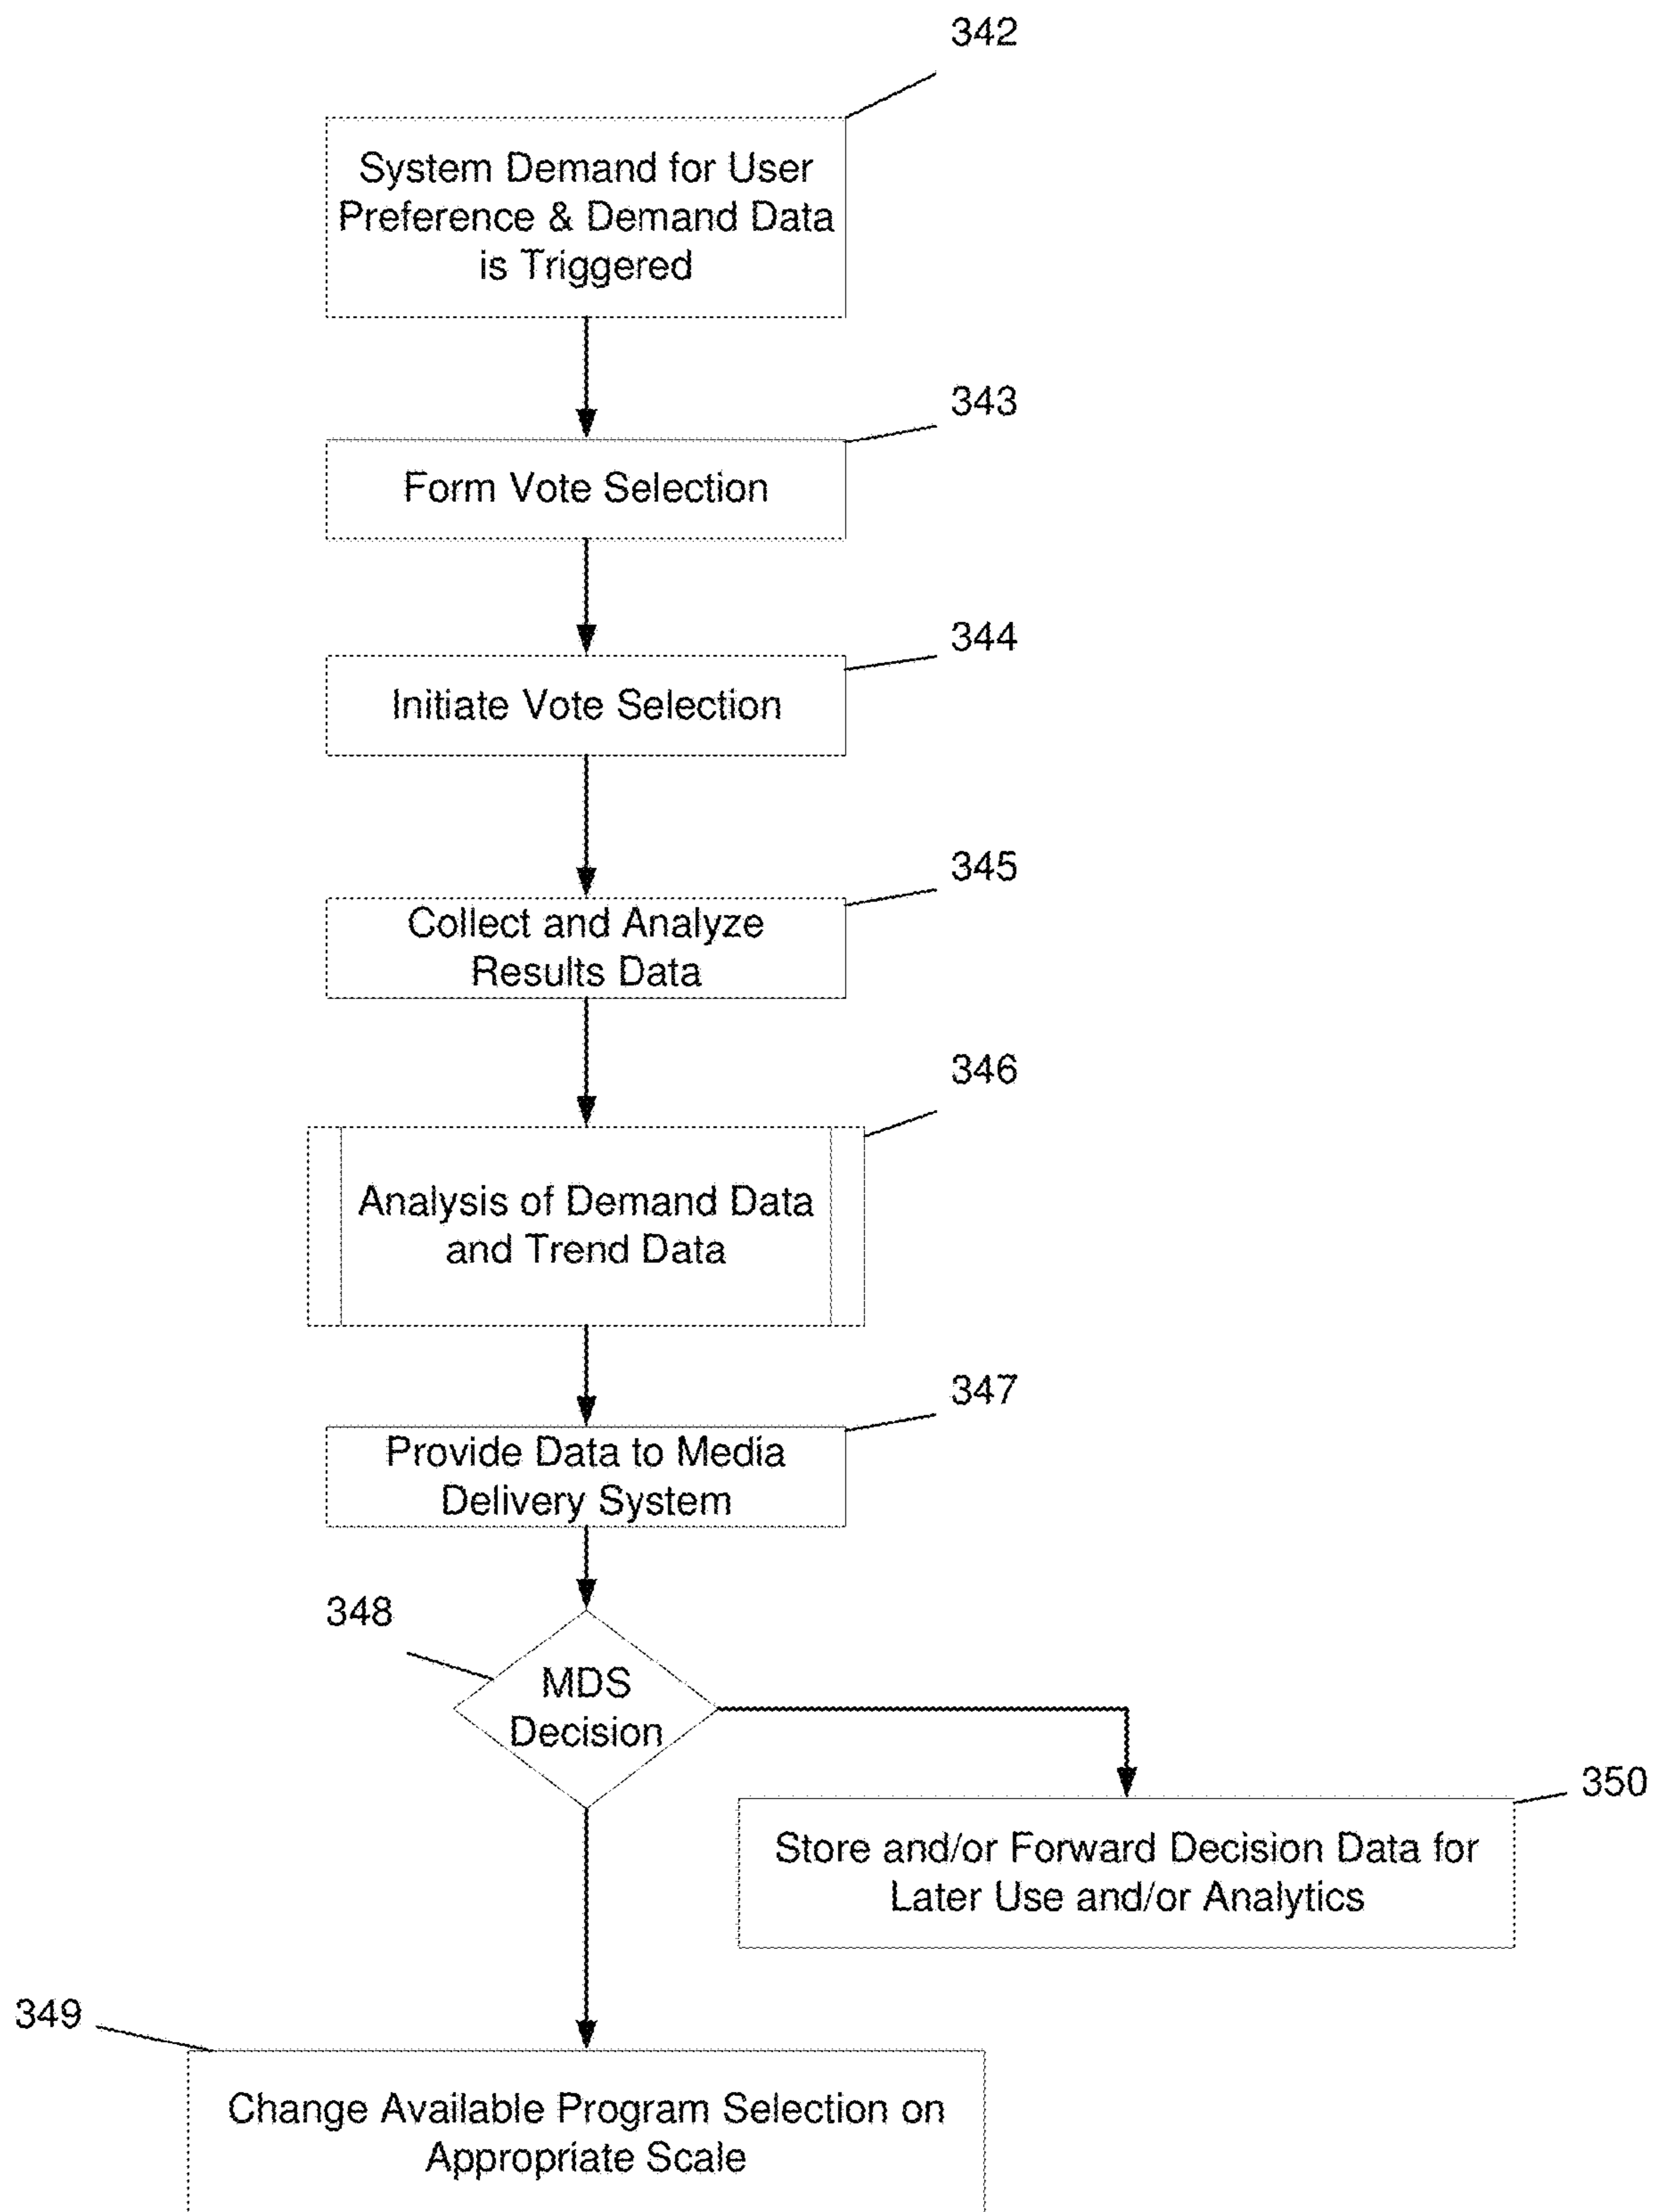 342
System Demand for User
Preference & Demand Data
is Triggered
343
Form Vote Selection
344
Initiate Vote Selection
345
Collect and Analyze
Results Data
346
Analysis of Demand Data
and Trend Data
347
Provide Data to Media
Delivery System
348
MDS
Decision
350
Store and/or Forward Decision Data for
Later Use and/or Analytics
349
Change Available Program Selection on
Appropriate Scale